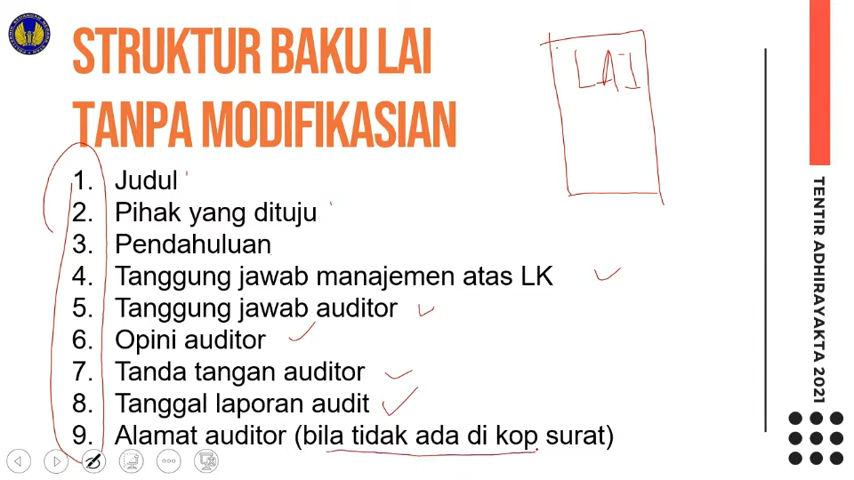 STRUKTUR BAKU LAI
TANPA MODIFIKASIAN
LAI
1. Judul
2. Pihak yang dituju
3. Pendahuluan
4. Tanggung jawab manajemen atas LK
5. Tanggung jawab auditor
6. Opini auditor
7. Tanda tangan auditor
8. Tanggal laporan audit
9. Alamat auditor (bila tidak ada di kop surat)
TENTIR ADHIRAYAKTA 2021